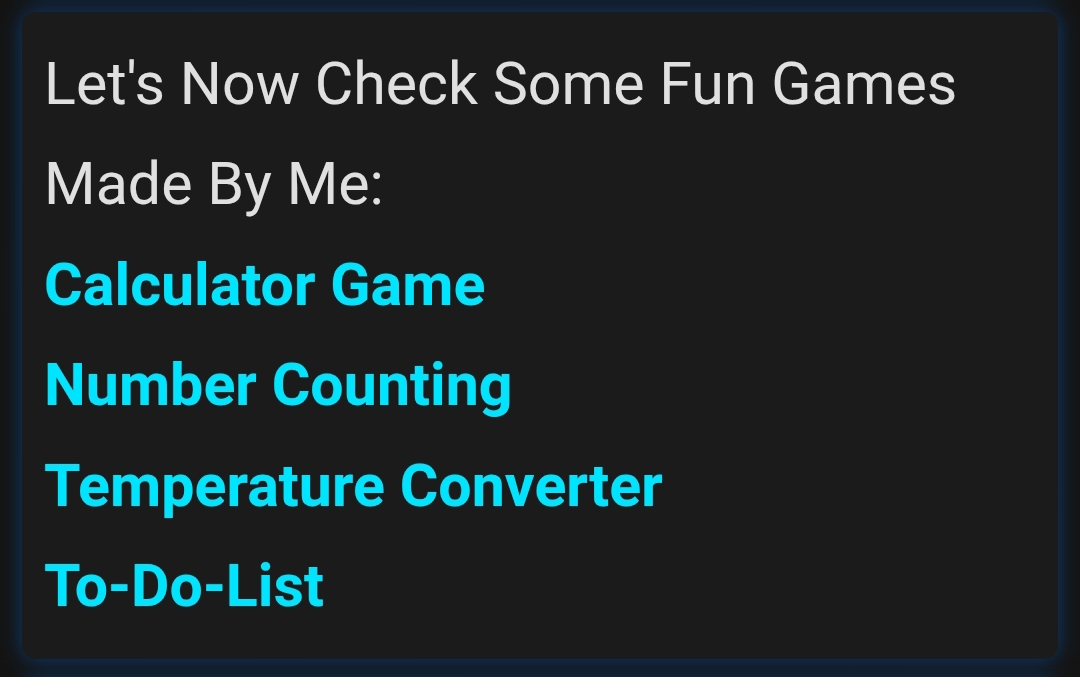 Let's Now Check Some Fun Games
Made By Me:
Calculator Game
Number Counting
Temperature Converter
To-Do-List